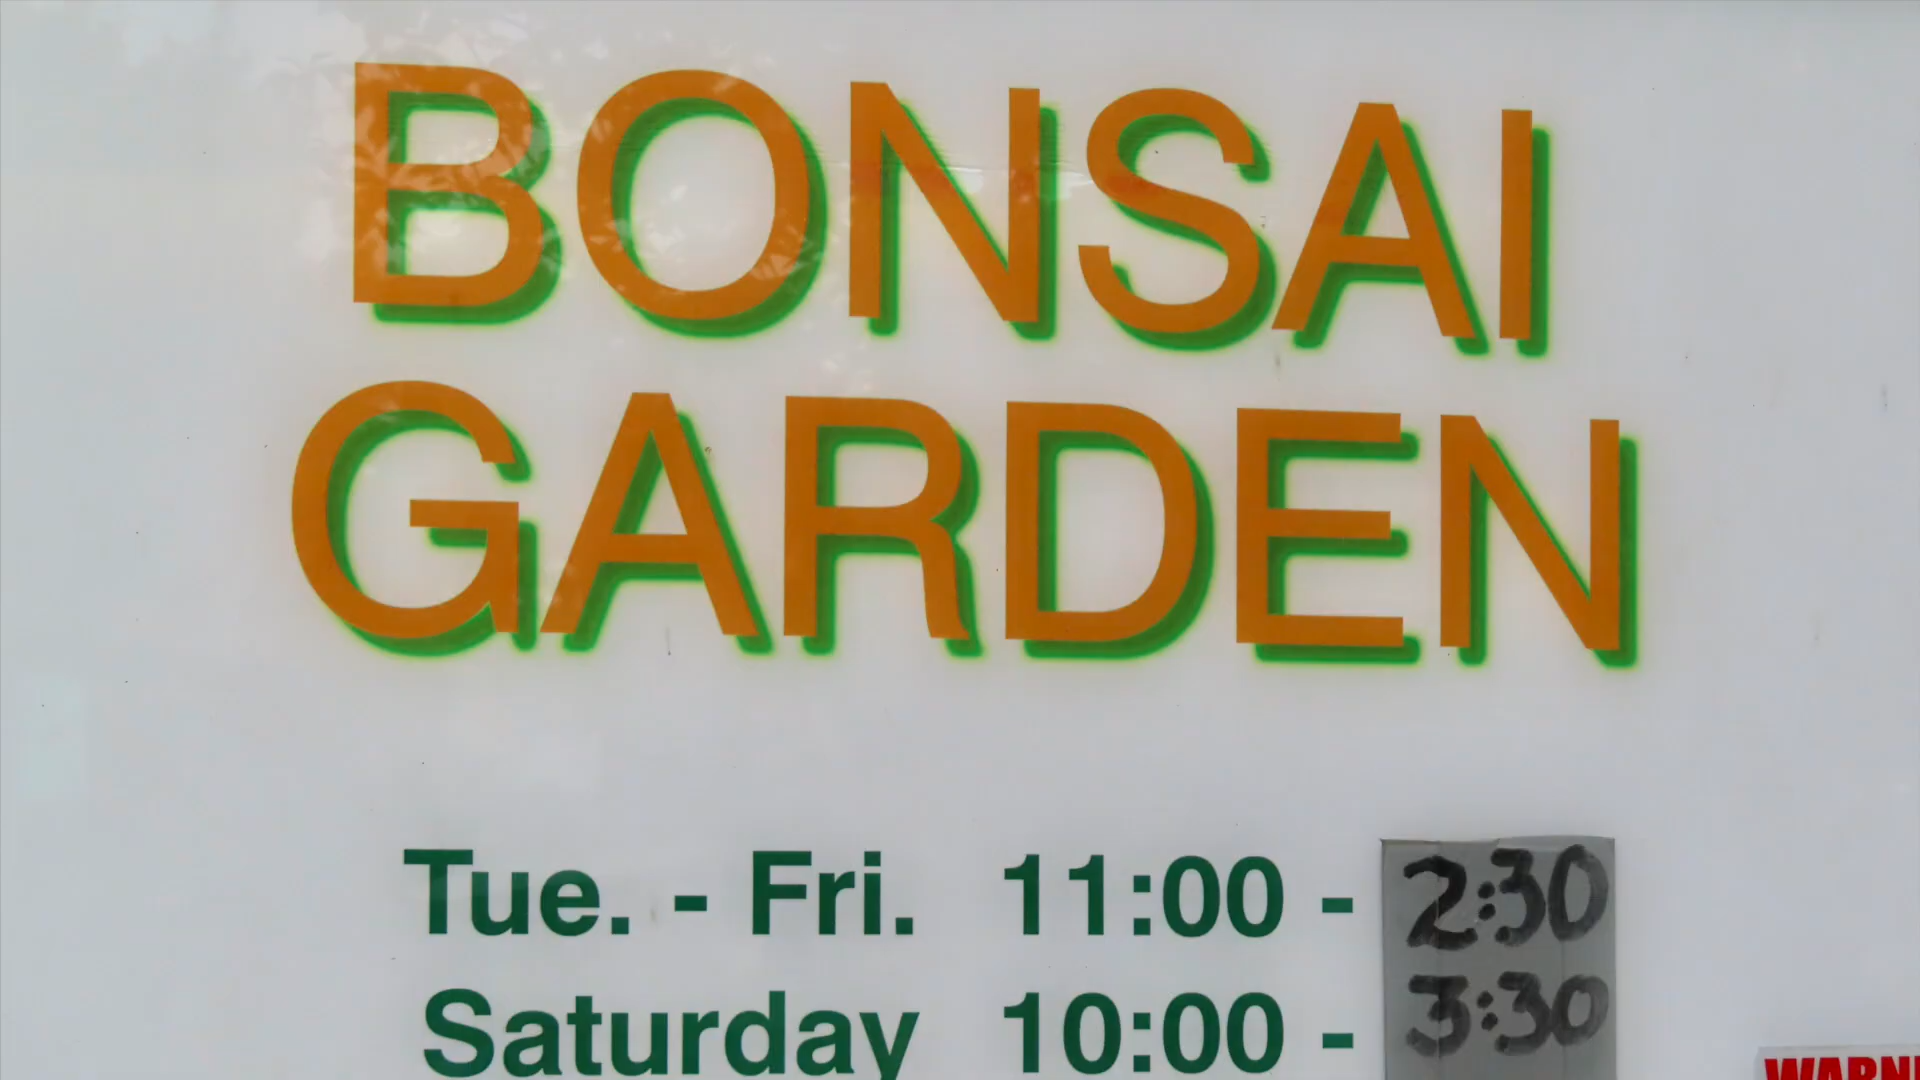 BONSAI
GARDEN
Tue. - Fri. 11:00 - 2:30
Saturday 10:00 - 3:30